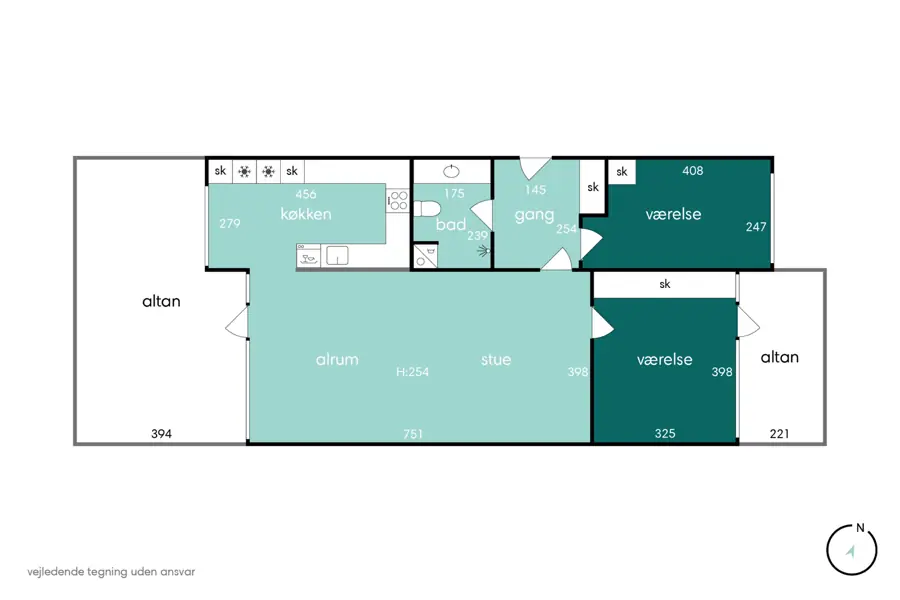 sk
sk
sk
sk
408
456
175
145
køkken
gang
værelse
279
bad
239
254
247
sk
altan
alrum
stue
værelse
altan
H:254
398
398
394
751
325
221
N
vejledende tegning uden ansvar